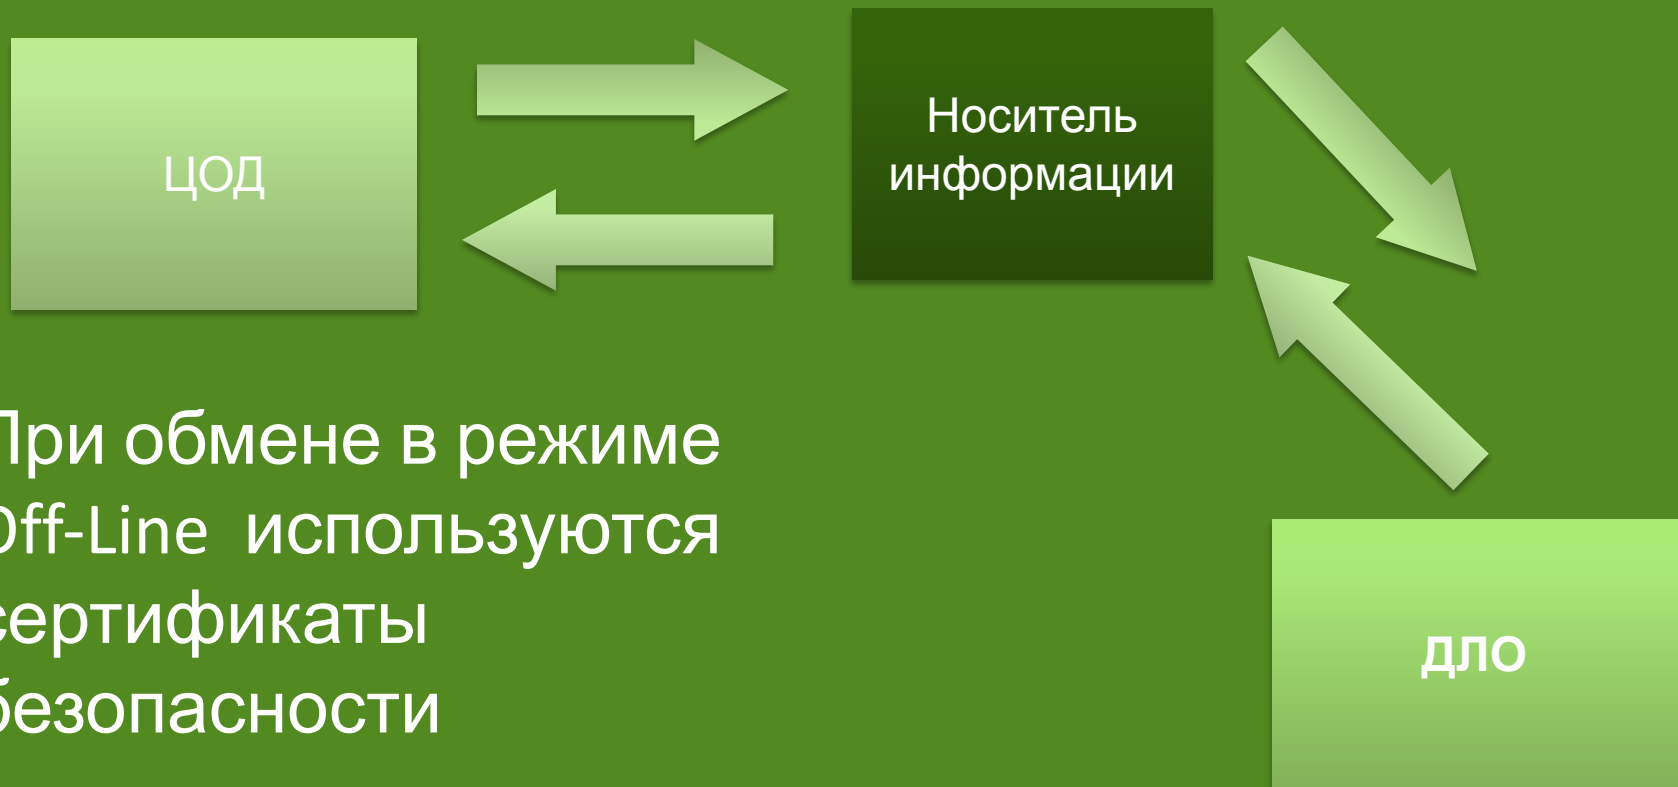 ЦОД
Носитель
информации
При обмене в режиме
Off-Line используются
сертификаты
безопасности
ДЛО